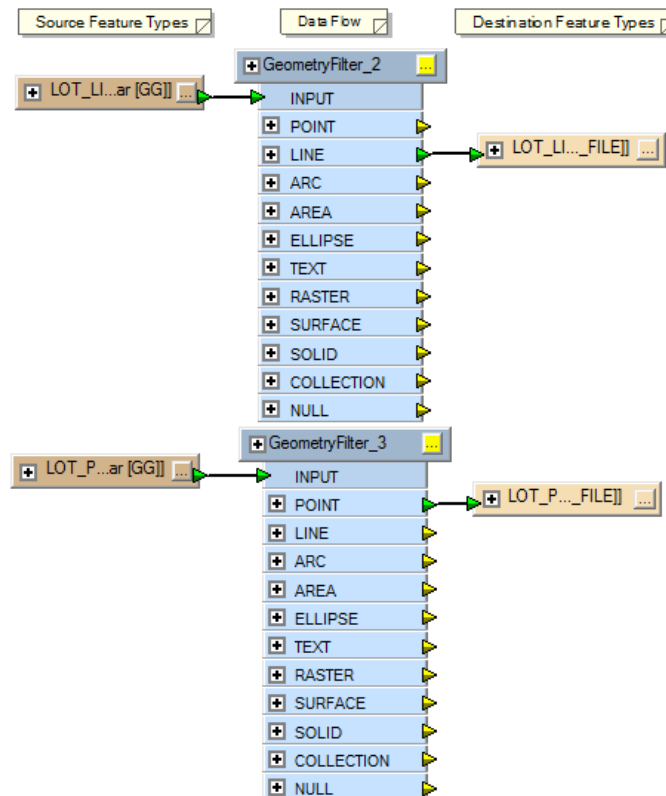 Source Feature Types
Data Flow
Destination Feature Types
GeometryFilter_2
...
LOT_LI...ar [GG]] ...
INPUT
POINT
LINE
LOT_LI..._FILE]] ...
ARC
AREA
ELLIPSE
TEXT
RASTER
SURFACE
SOLID
COLLECTION
NULL
GeometryFilter_3
...
LOT_P...ar [GG]] ...
INPUT
POINT
LOT_P..._FILE]] ...
LINE
ARC
AREA
ELLIPSE
TEXT
RASTER
SURFACE
SOLID
COLLECTION
NULL